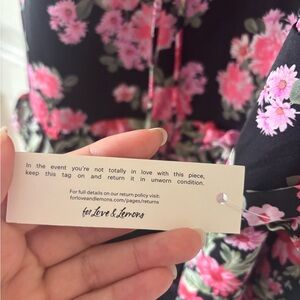 In the event you're not totally in love with this piece,
keep this tag on and return it in unworn condition.
For full details on our return policy visit:
forloveandlemons.com/pages/returns
for Love & Lemons